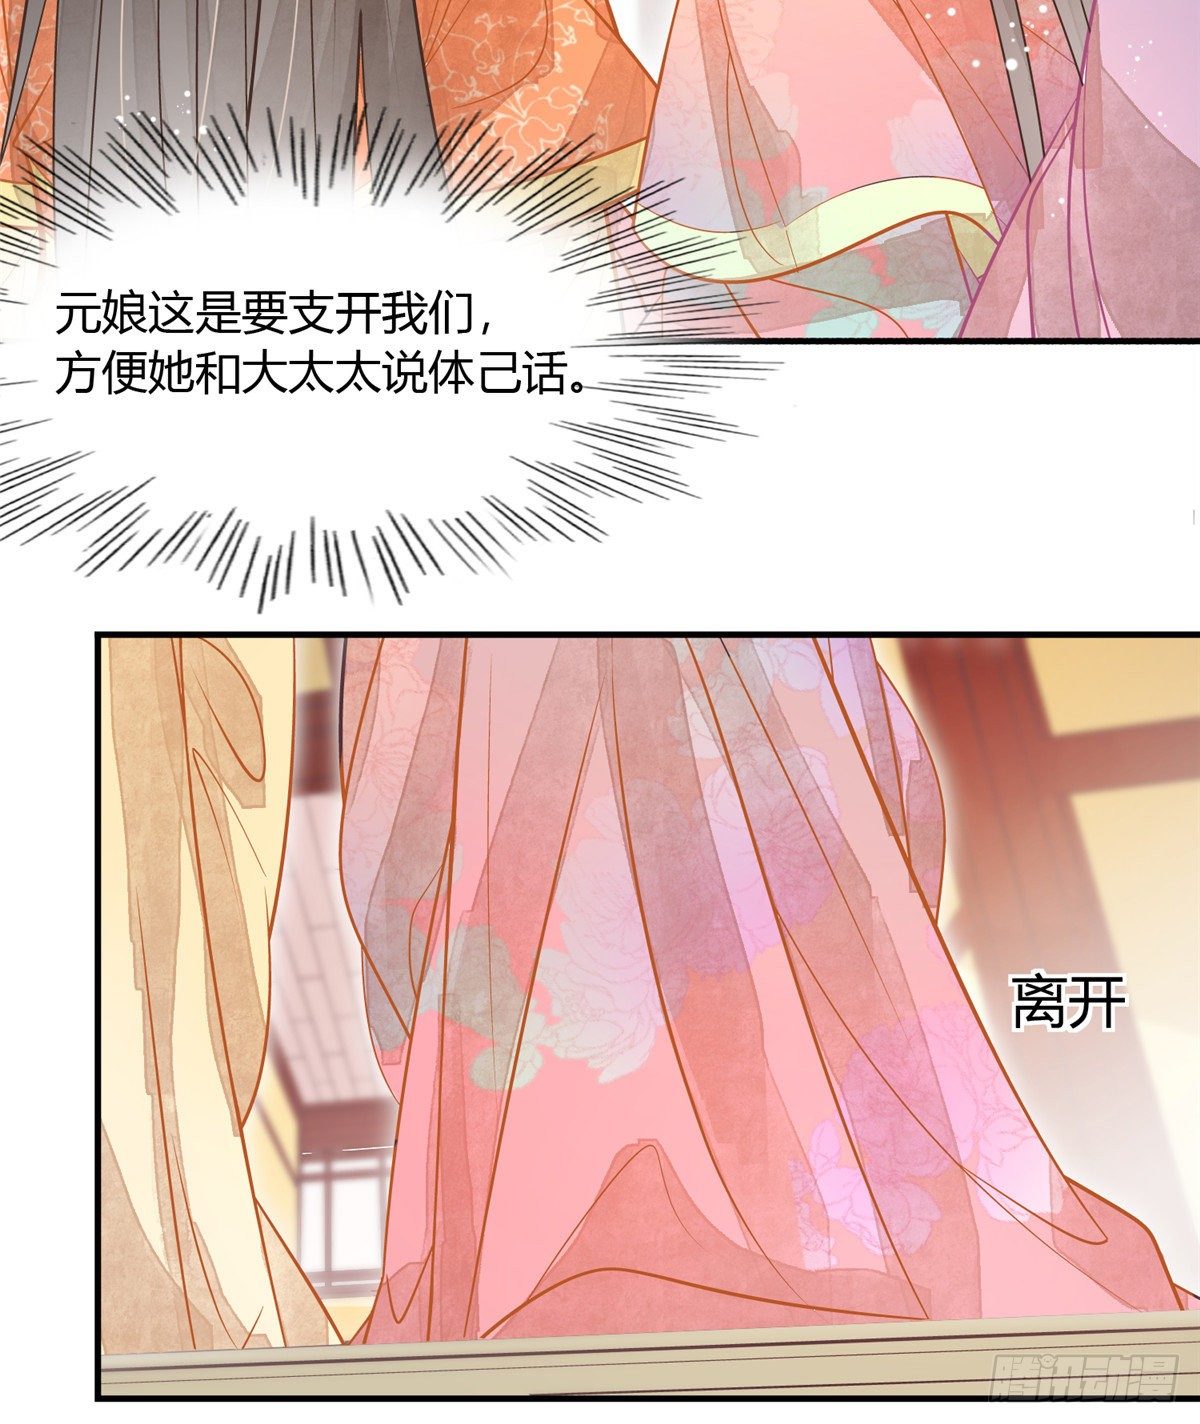 元娘这是要支开我们，
方便她和大太太说体己话。
离开
腾讯动漫